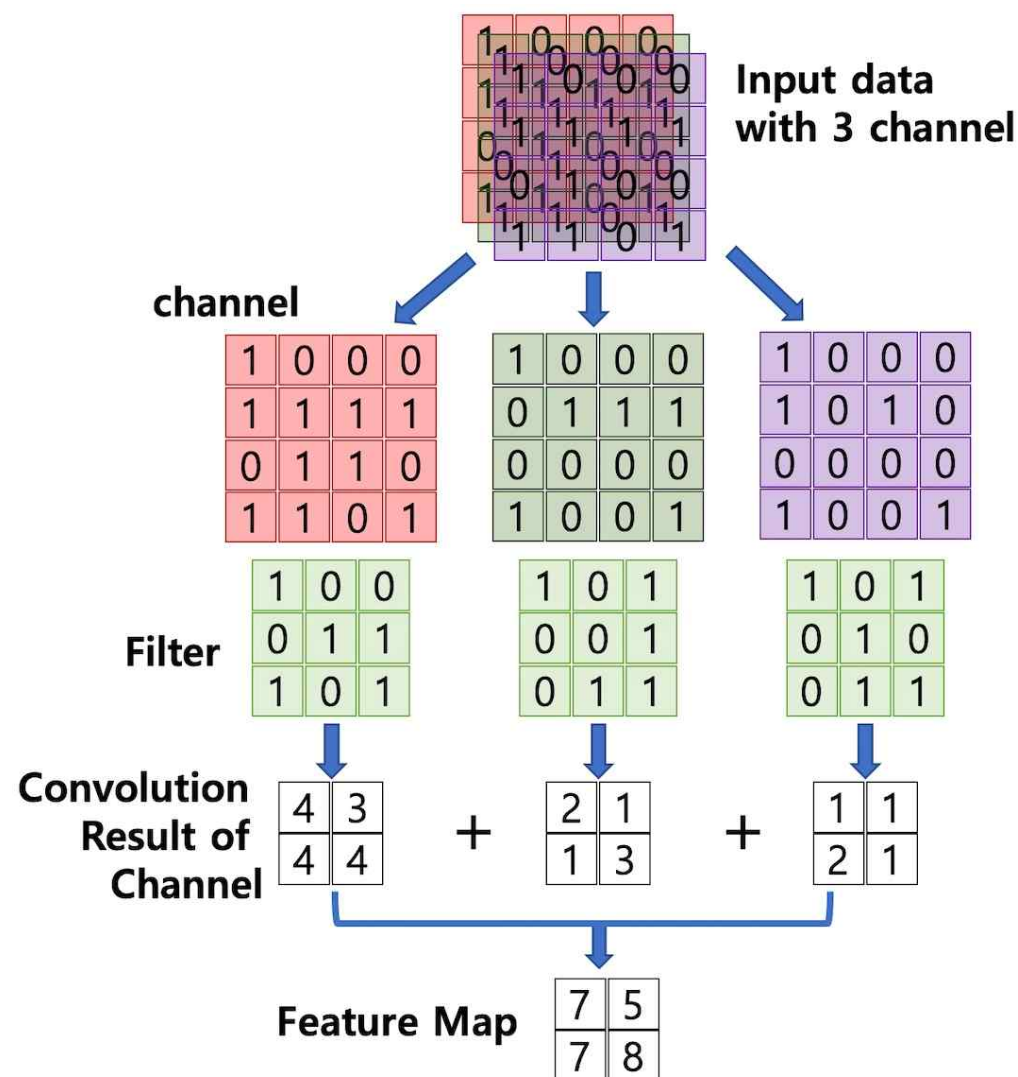 Input data
with 3 channel
channel
1 0 0 0 1 0 0 0 1 0 0 0
1 1 1 1 0 1 1 1 1 0 1 0
0 1 1 0 0 0 0 0 0 0 0 0
1 1 0 1 1 0 0 1 1 0 0 1
Filter
1 0 0 1 0 1 1 0 1
0 1 1 0 0 1 0 1 0
1 0 1 0 1 1 0 1 1
Convolution
Result of
Channel
4 3 2 1 1 1
+ +
4 4 1 3 2 1
Feature Map
7 5
7 8